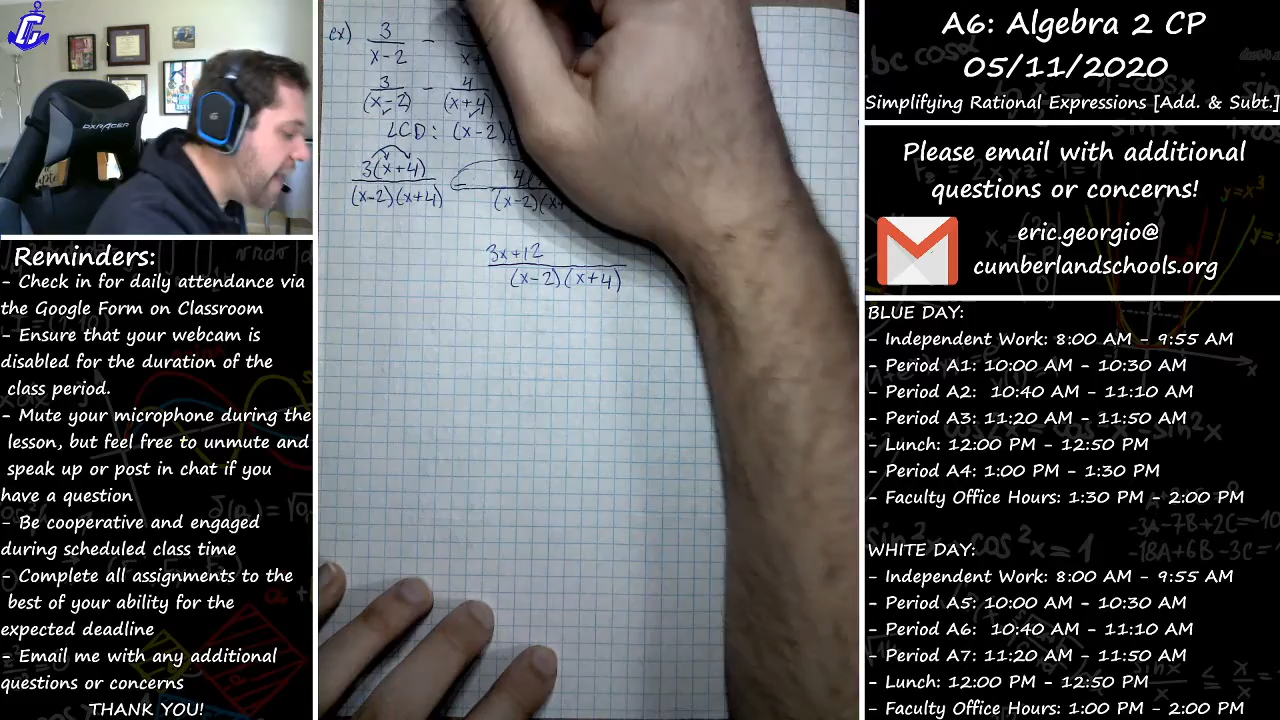 C
DXRACER
Reminders:
- Check in for daily attendance via
the Google Form on Classroom
- Ensure that your webcam is
disabled for the duration of the
class period.
- Mute your microphone during the
lesson, but feel free to unmute and
speak up or post in chat if you
have a question
- Be cooperative and engaged
during scheduled class time
- Complete all assignments to the
best of your ability for the
expected deadline
- Email me with any additional
questions or concerns
THANK YOU!
ex) 3/x-2 -
3/(x-2) - 4/(x+4)
LCD: (x-2)
3(x+4)/(x-2)(x+4)
3x+12
(x-2)(x+4)
A6: Algebra 2 CP
05/11/2020
Simplifying Rational Expressions [Add. & Subt.]
Please email with additional
questions or concerns!
eric.georgio@
cumberlandschools.org
BLUE DAY:
- Independent Work: 8:00 AM - 9:55 AM
- Period A1: 10:00 AM - 10:30 AM
- Period A2: 10:40 AM - 11:10 AM
- Period A3: 11:20 AM - 11:50 AM
- Lunch: 12:00 PM - 12:50 PM
- Period A4: 1:00 PM - 1:30 PM
- Faculty Office Hours: 1:30 PM - 2:00 PM
WHITE DAY:
- Independent Work: 8:00 AM - 9:55 AM
- Period A5: 10:00 AM - 10:30 AM
- Period A6: 10:40 AM - 11:10 AM
- Period A7: 11:20 AM - 11:50 AM
- Lunch: 12:00 PM - 12:50 PM
- Faculty Office Hours: 1:00 PM - 2:00 PM